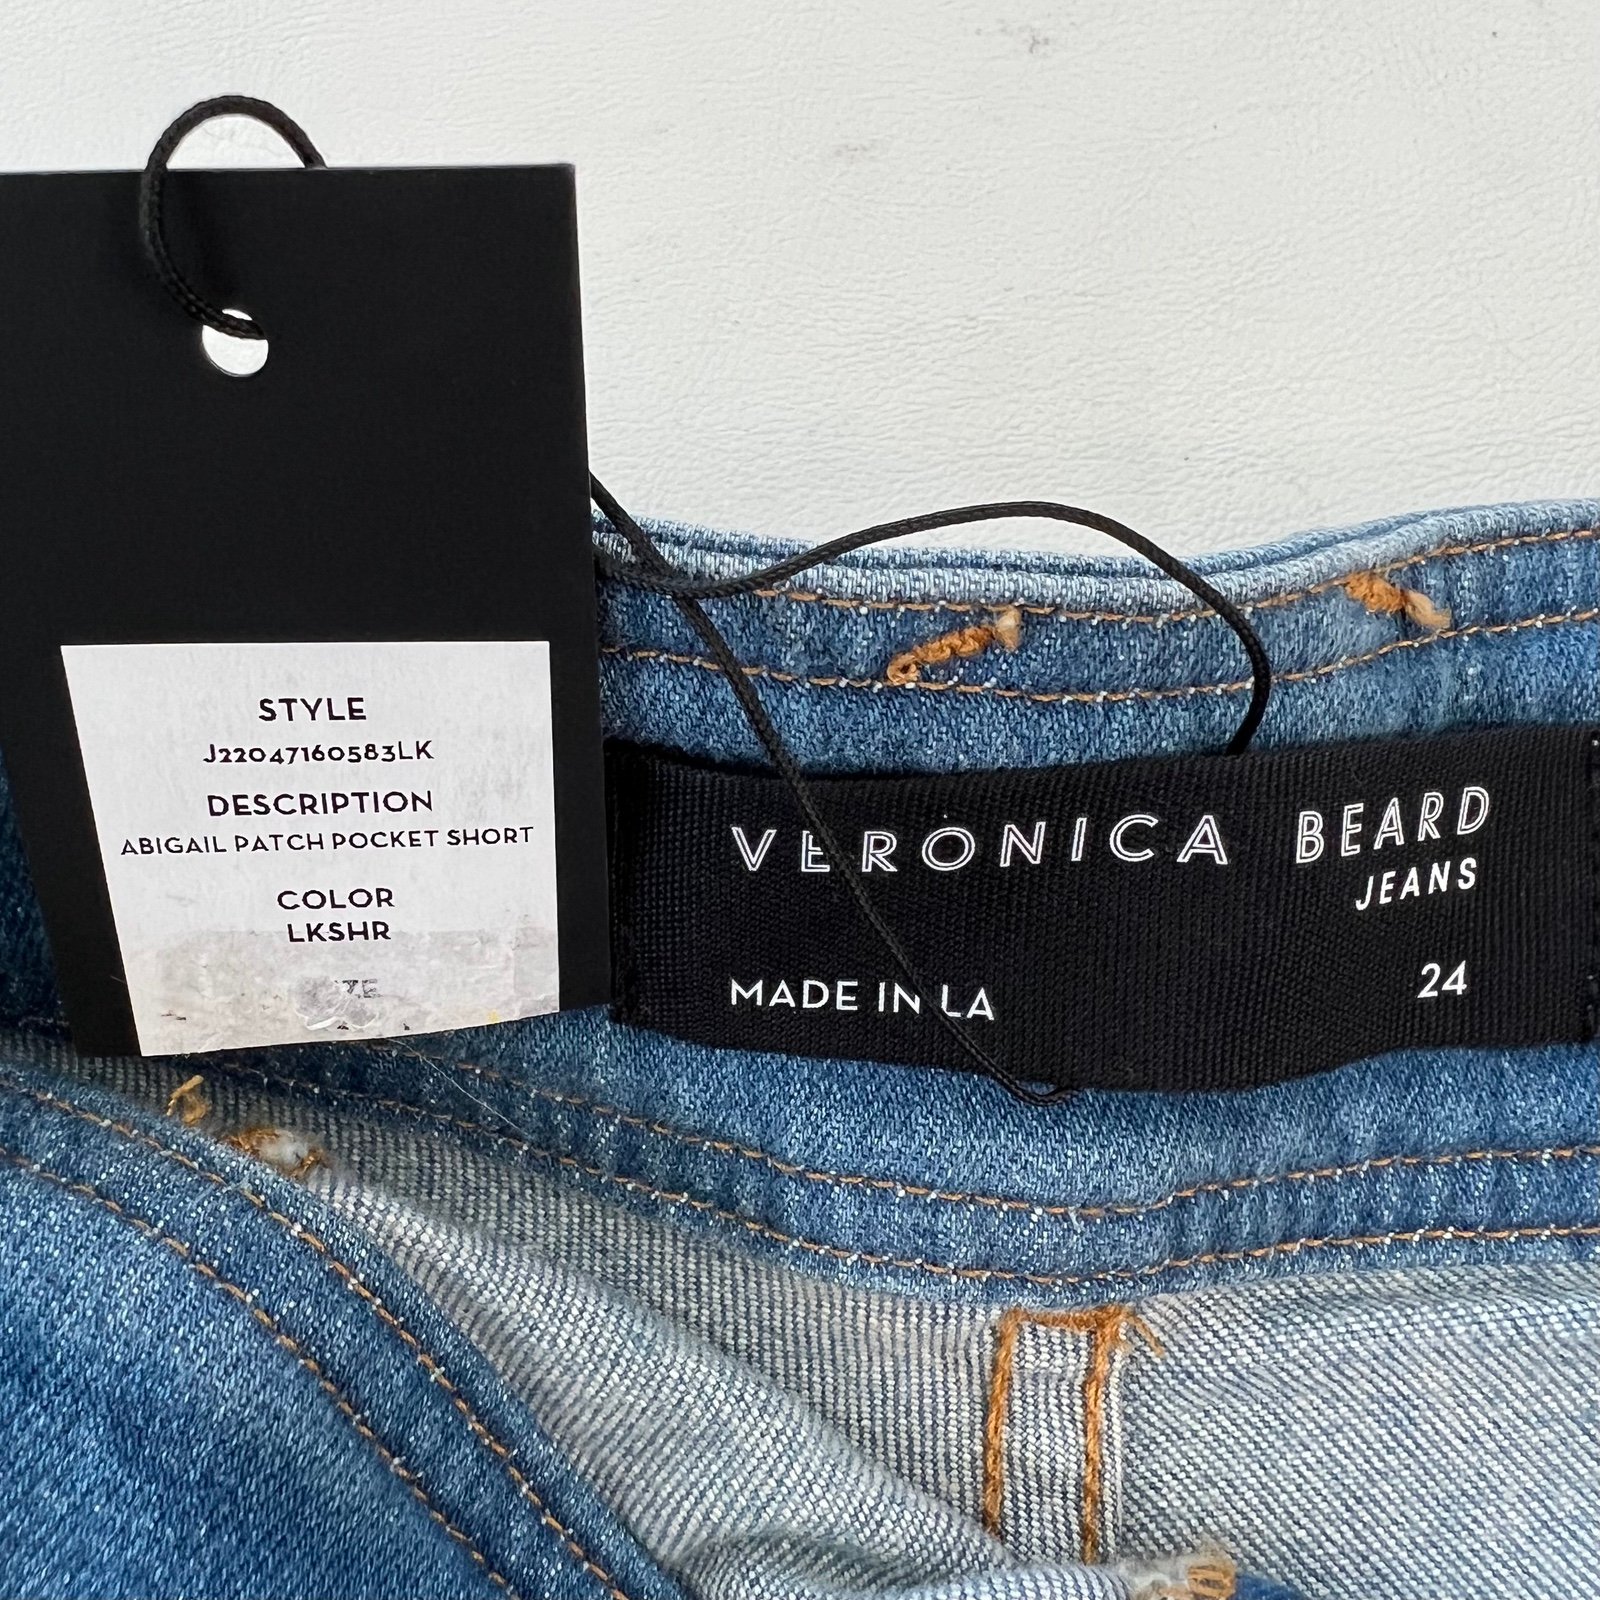 STYLE
J22047160583LK
DESCRIPTION
ABIGAIL PATCH POCKET SHORT
COLOR
LKSHR
VERONICA BEARD
JEANS
24
MADE IN LA